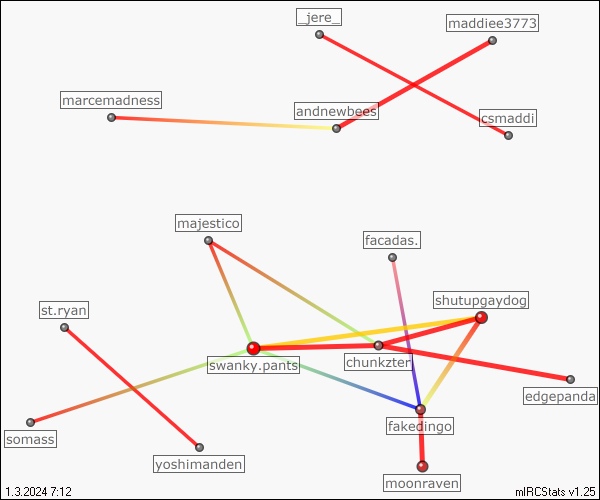 _jere_
maddiee3773
marcemadness
andnewbees
csmaddi
majestico
facadas.
shutupgaydog
st.ryan
swanky.pants
chunkzter
edgepanda
fakedingo
somass
yoshimanden
moonraven
1.3.2024 7:12
mIRCStats v1.25